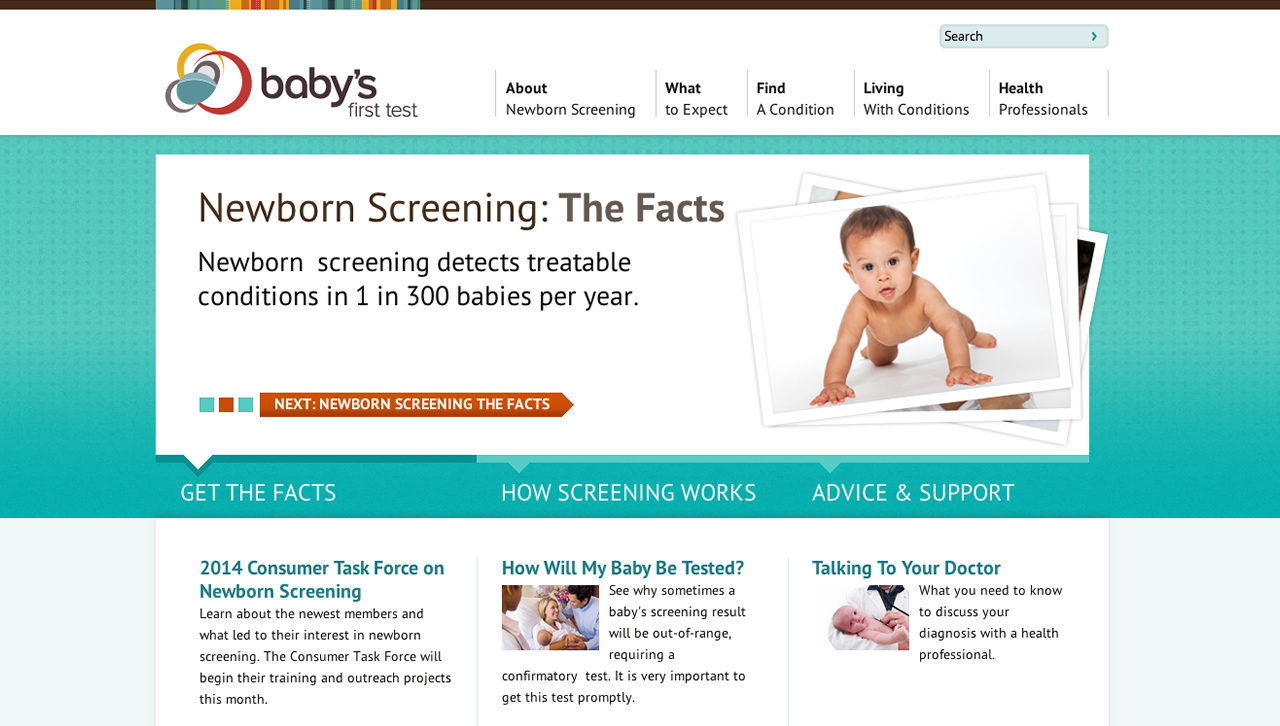 Search
baby's
first test
About
Newborn Screening
What
to Expect
Find
A Condition
Living
With Conditions
Health
Professionals
Newborn Screening: The Facts
Newborn  screening detects treatable
conditions in 1 in 300 babies per year.
NEXT: NEWBORN SCREENING THE FACTS
GET THE FACTS
HOW SCREENING WORKS
ADVICE & SUPPORT
2014 Consumer Task Force on
Newborn Screening
Learn about the newest members and
what led to their interest in newborn
screening. The Consumer Task Force will
begin their training and outreach projects
this month.
How Will My Baby Be Tested?
See why sometimes a
baby's screening result
will be out-of-range,
requiring a
confirmatory  test. It is very important to
get this test promptly.
Talking To Your Doctor
What you need to know
to discuss your
diagnosis with a health
professional.